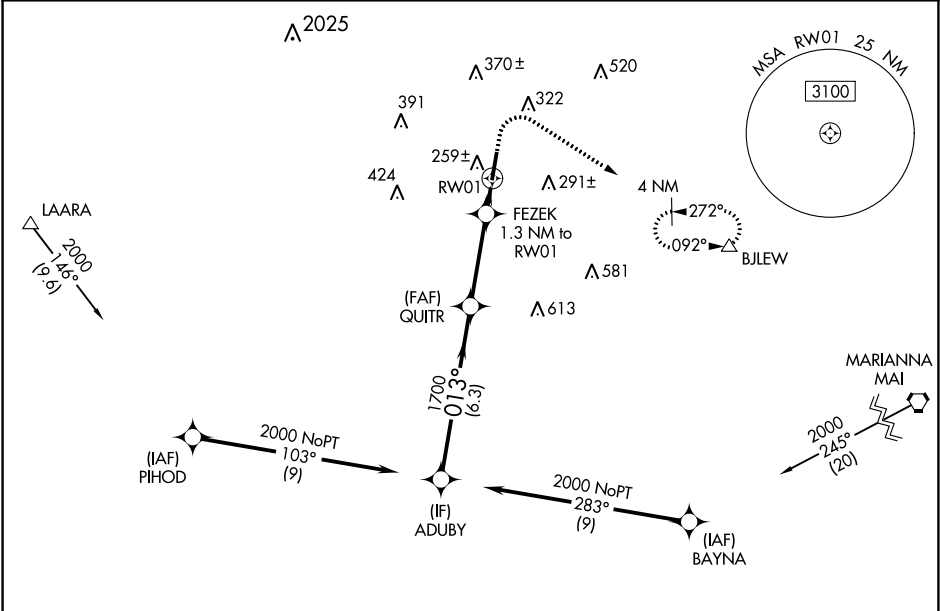 2025
370±
520
MSA RW01 25 NM
3100
391
322
259±
RW01
424
291±
4 NM
272°
092°
BJLEW
LAARA
2000
146°
(9.6)
FEZEK
1.3 NM to
RW01
581
613
(FAF)
QUITR
1700
013°
(6.3)
MARIANNA
MAI
2000
245°
(20)
(IAF)
PIHOD
2000 NoPT
103°
(9)
(IF)
ADUBY
2000 NoPT
283°
(9)
(IAF)
BAYNA